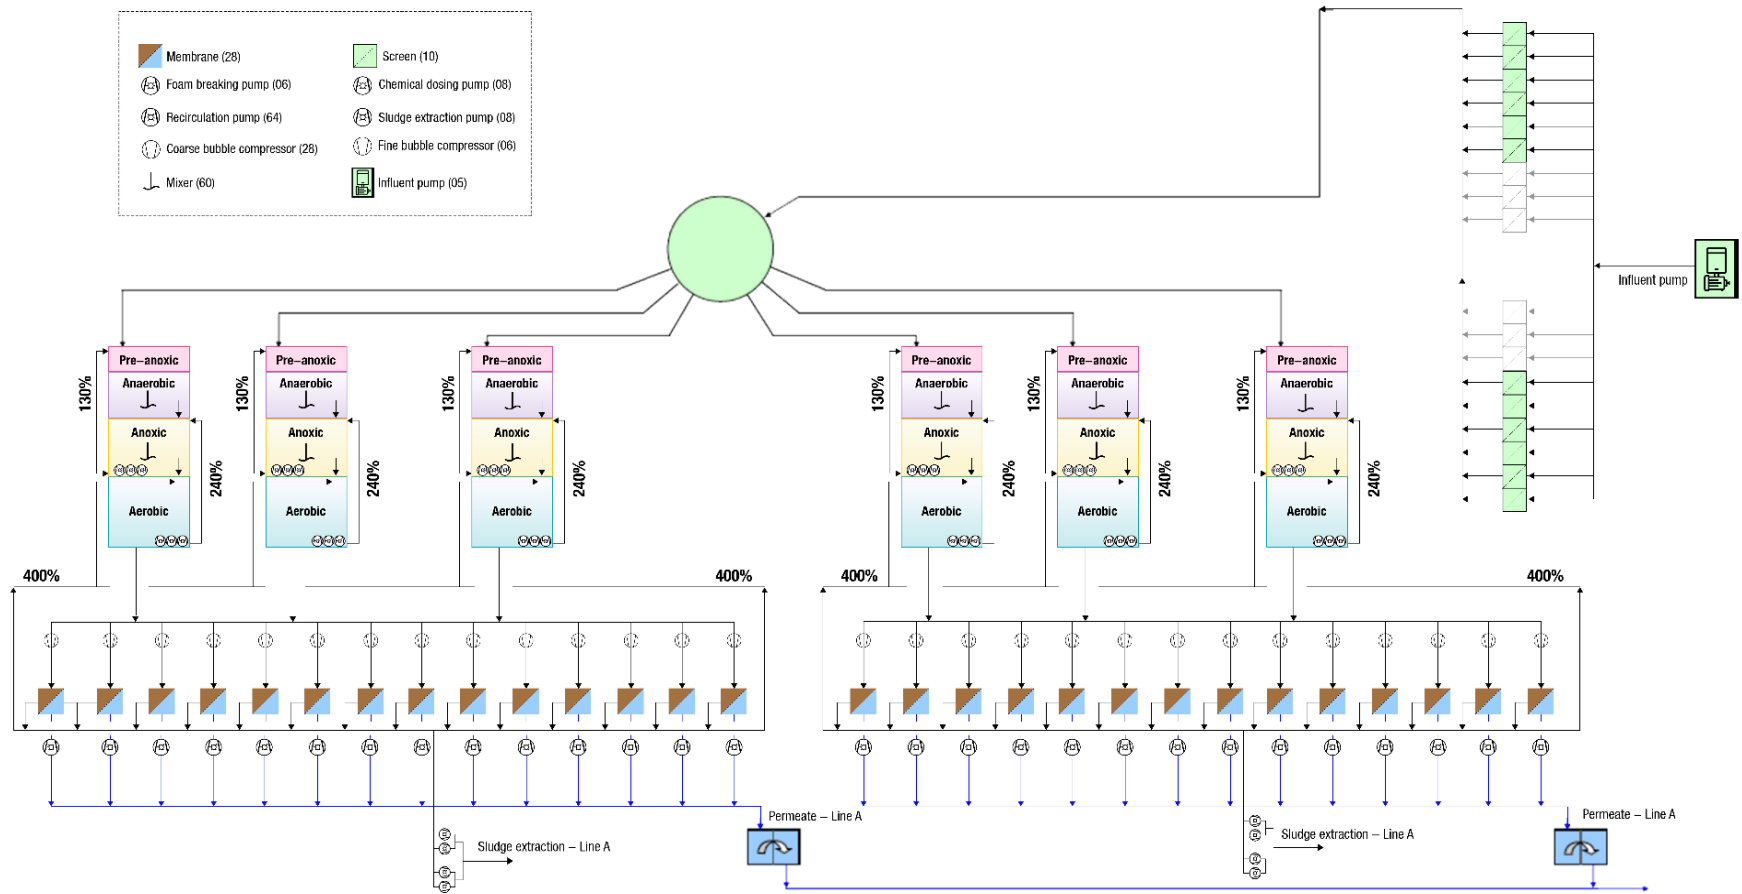 Membrane (28)
Screen (10)
Foam breaking pump (06)
Chemical dosing pump (08)
Recirculation pump (64)
Sludge extraction pump (08)
Coarse bubble compressor (28)
Fine bubble compressor (06)
Mixer (60)
Influent pump (05)
Influent pump
Pre–anoxic
Anaerobic
Anoxic
Aerobic
130%
240%
Pre–anoxic
Anaerobic
Anoxic
Aerobic
130%
240%
Pre–anoxic
Anaerobic
Anoxic
Aerobic
130%
240%
Pre–anoxic
Anaerobic
Anoxic
Aerobic
130%
240%
Pre–anoxic
Anaerobic
Anoxic
Aerobic
130%
240%
Pre–anoxic
Anaerobic
Anoxic
Aerobic
130%
240%
400%
400%
400%
400%
Permeate – Line A
Sludge extraction – Line A
Permeate – Line A
Sludge extraction – Line A